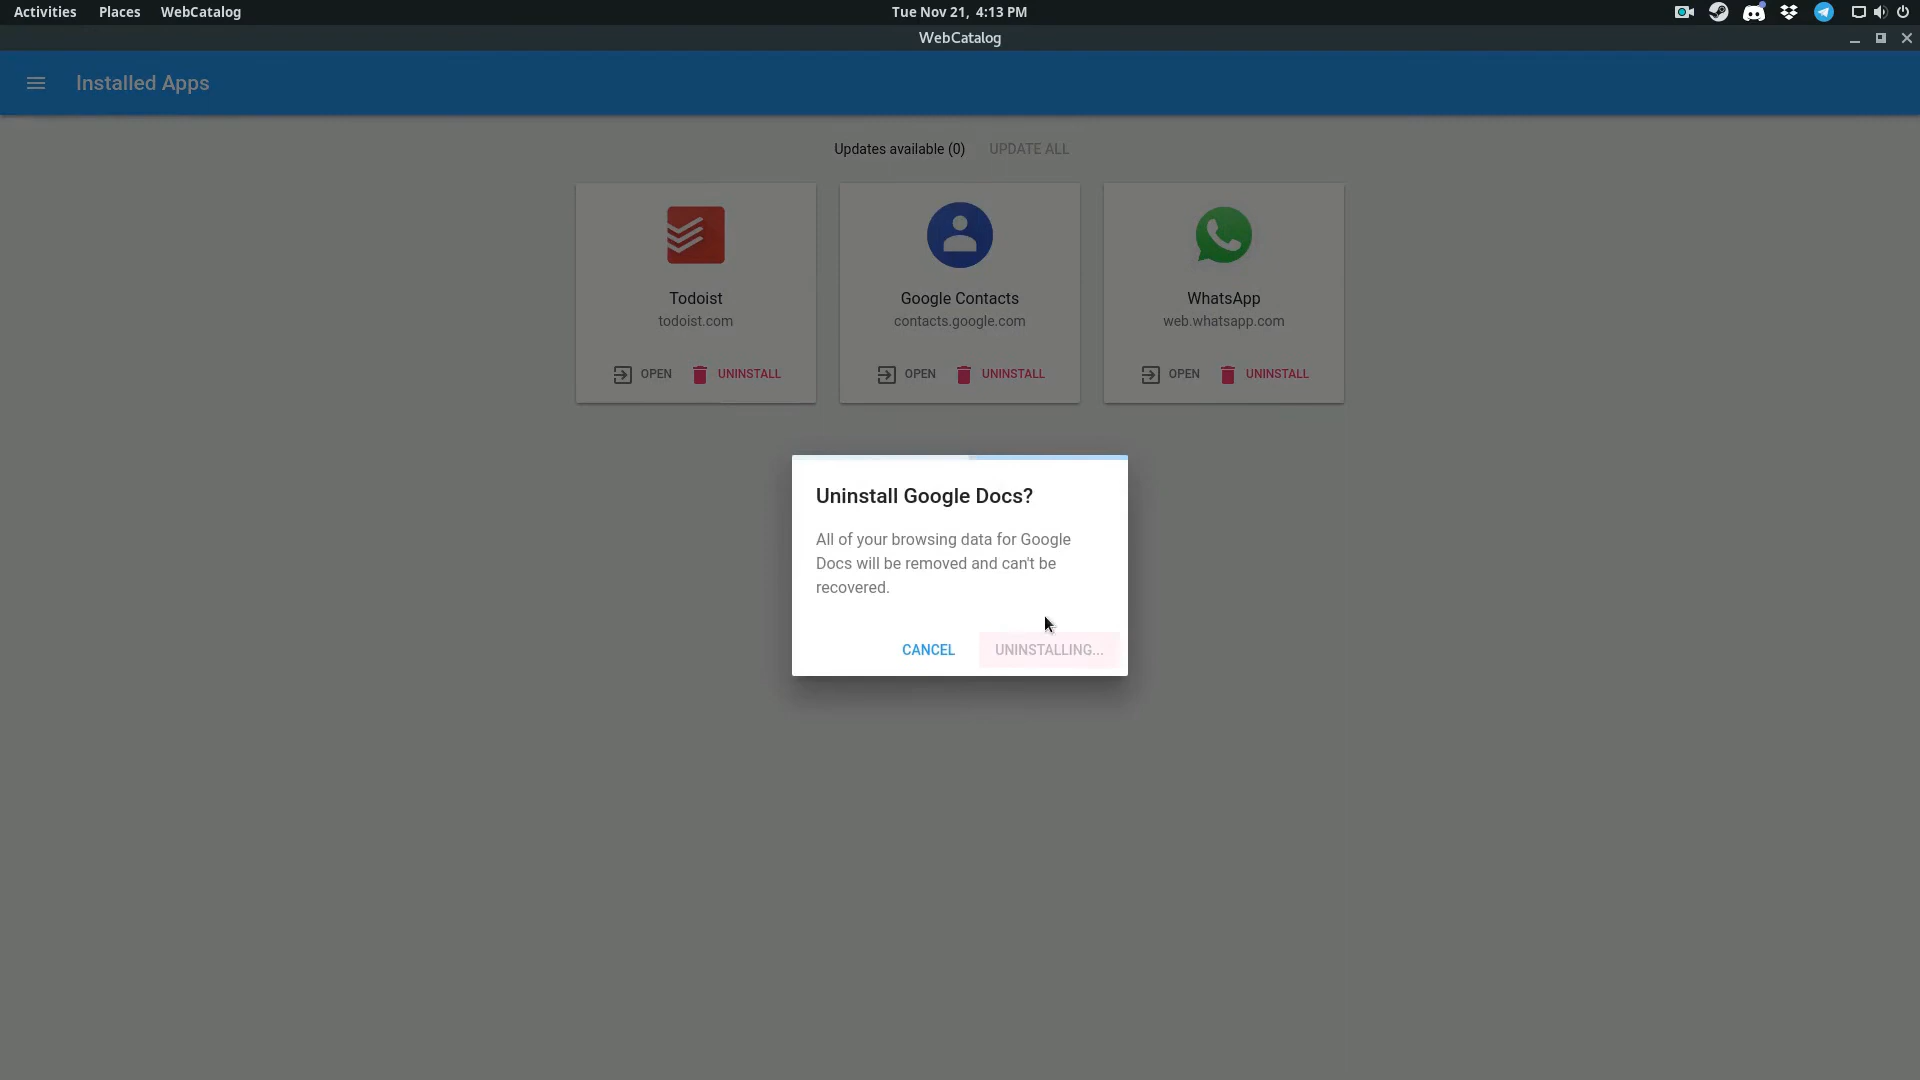 Activities Places WebCatalog Tue Nov 21, 4:13 PM
WebCatalog
Installed Apps
Updates available (0) UPDATE ALL
Todoist Google Contacts WhatsApp
todoist.com contacts.google.com web.whatsapp.com
OPEN UNINSTALL OPEN UNINSTALL OPEN UNINSTALL
Uninstall Google Docs?
All of your browsing data for Google
Docs will be removed and can't be
recovered.
CANCEL UNINSTALLING...